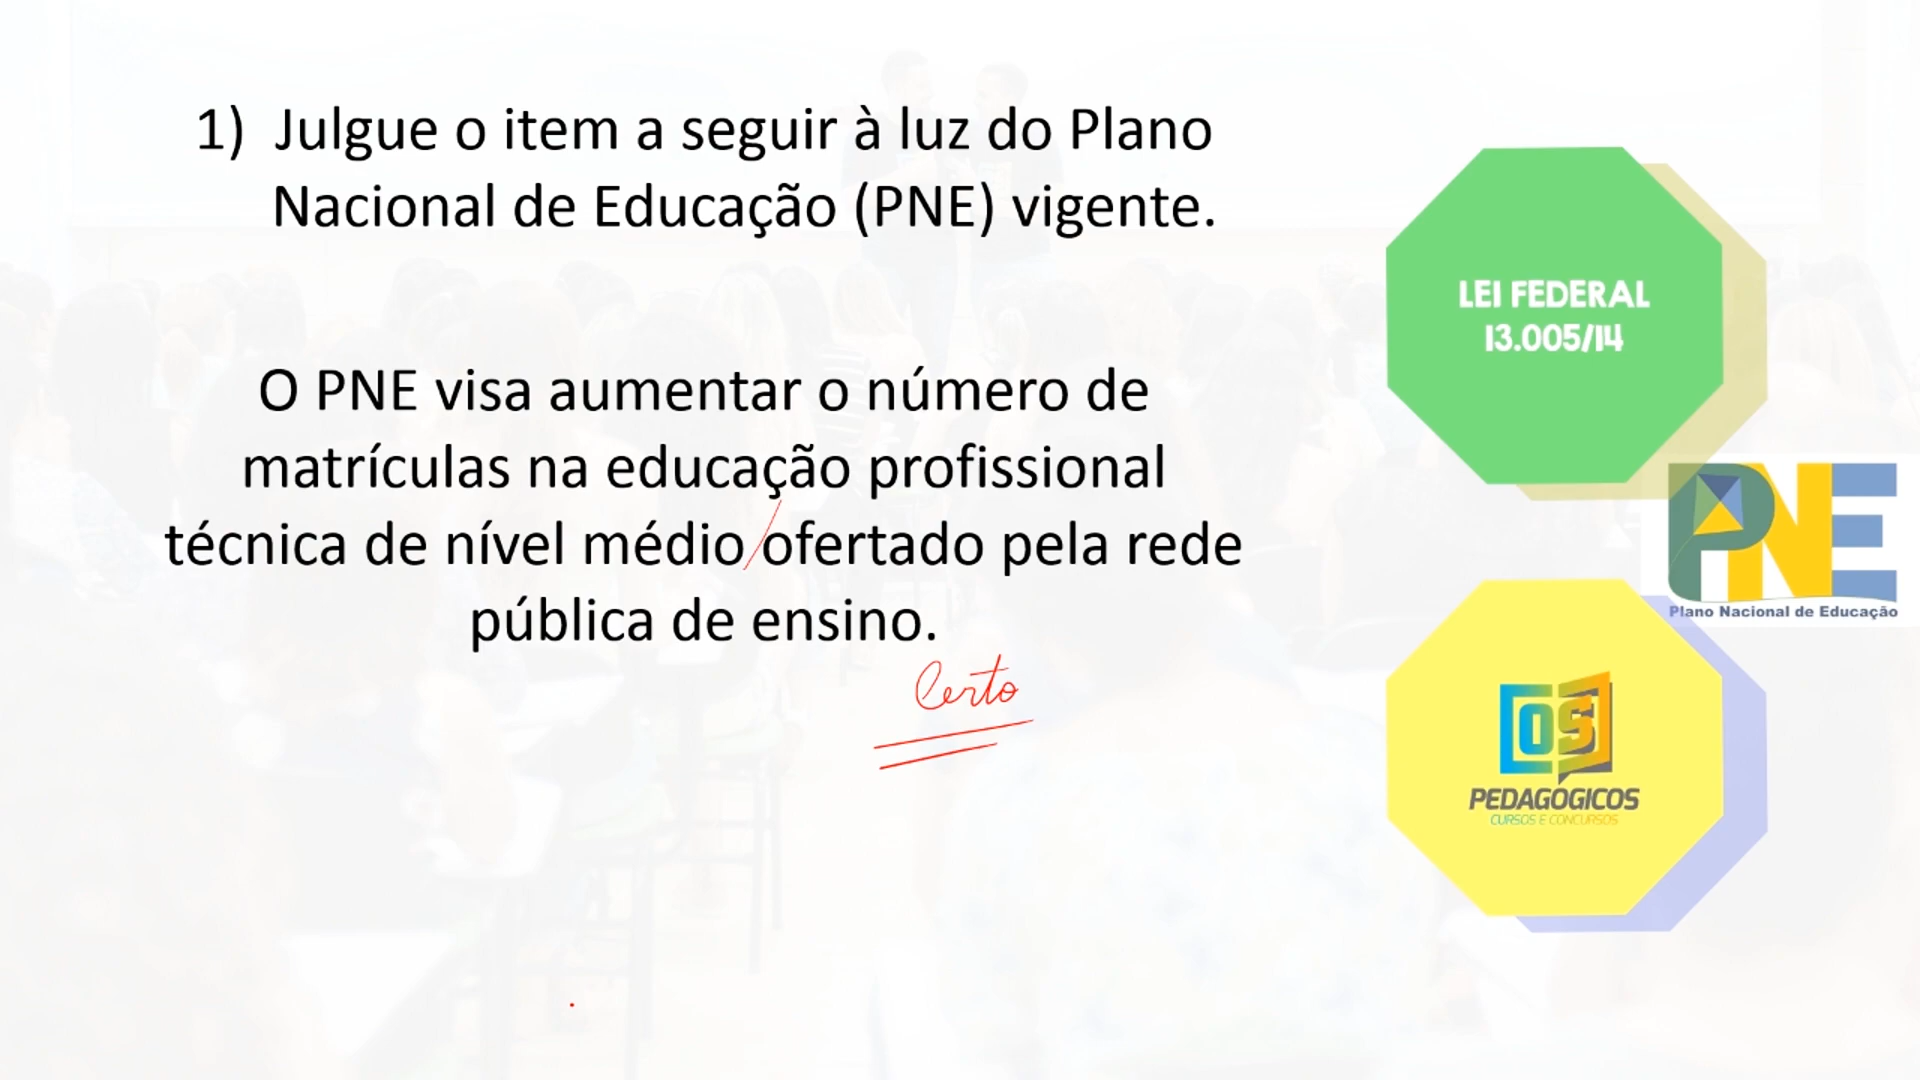 1) Julgue o item a seguir à luz do Plano
Nacional de Educação (PNE) vigente.
O PNE visa aumentar o número de
matrículas na educação profissional
técnica de nível médio ofertado pela rede
pública de ensino.
Certo
LEI FEDERAL
13.005/14
PNE
Plano Nacional de Educação
OS
PEDAGÓGICOS
CURSOS E CONCURSOS